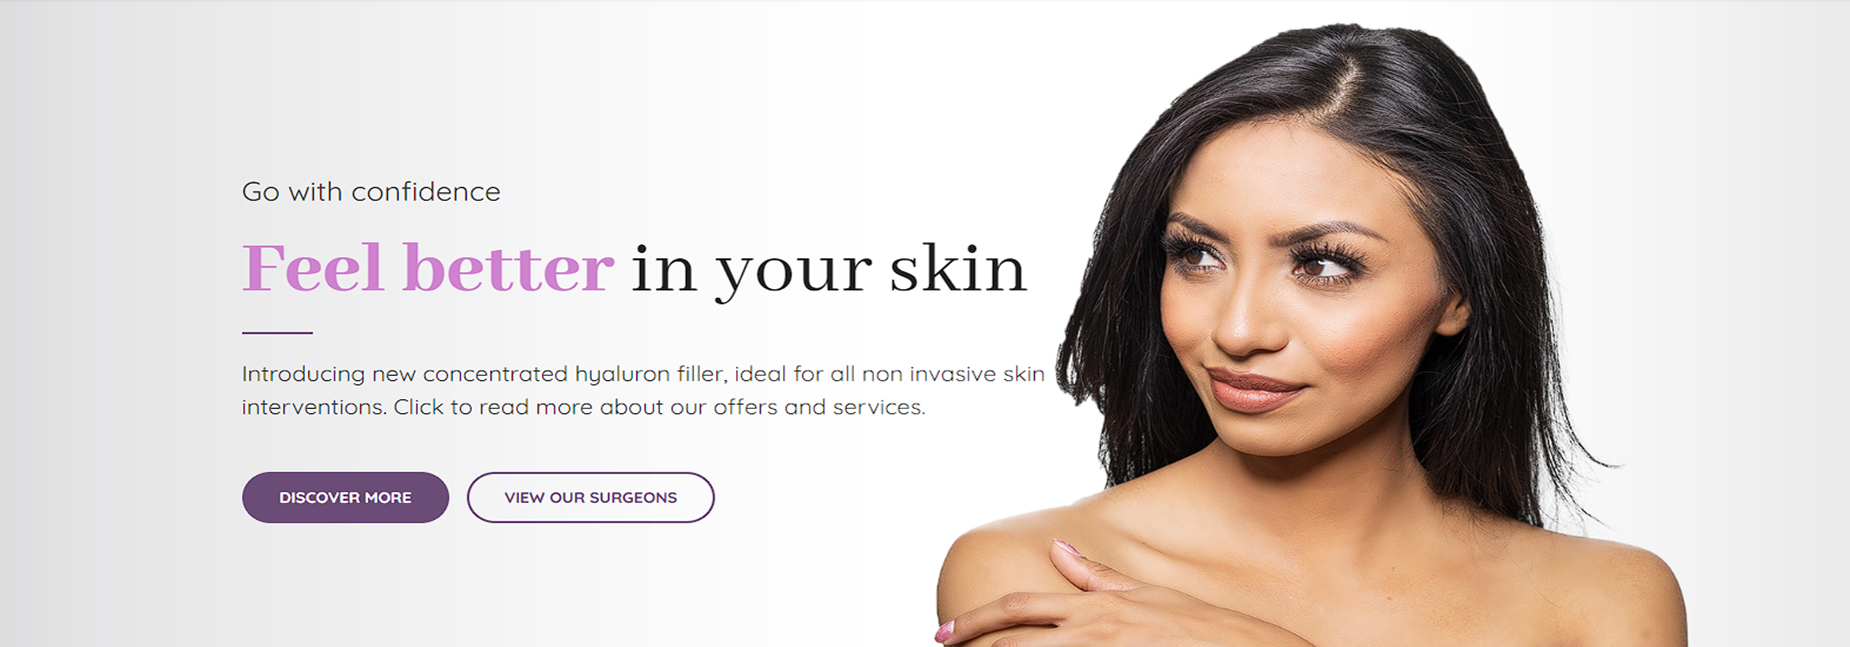 Go with confidence
Feel better in your skin
Introducing new concentrated hyaluron filler, ideal for all non invasive skin
interventions. Click to read more about our offers and services.
DISCOVER MORE
VIEW OUR SURGEONS